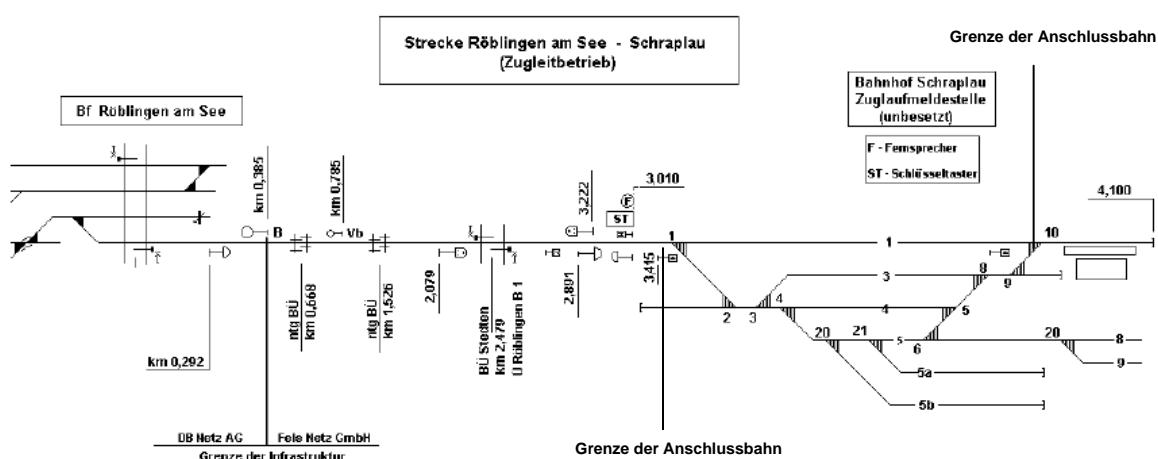 Strecke Röblingen am See - Schraplau
(Zugleitbetrieb)
Grenze der Anschlussbahn
Bf Röblingen am See
Bahnhof Schraplau
Zuglaufmeldestelle
(unbesetzt)
F - Fernsprecher
ST - Schlüsseltaster
km 0,385
km 0,785
3,222
3,010
4,100
F
ST
B
Vb
1
1
10
3
8
9
2
3
4
4
5
20
21
5
6
20
8
9
5a
5b
km 0,292
ntg BÜ
km 0,668
ntg BÜ
km 1,526
2,079
BÜ Stedten
km 2,479
Ü Röblingen B 1
2,891
3,415
DB Netz AG
Fels Netz GmbH
Grenze der Infrastruktur
Grenze der Anschlussbahn